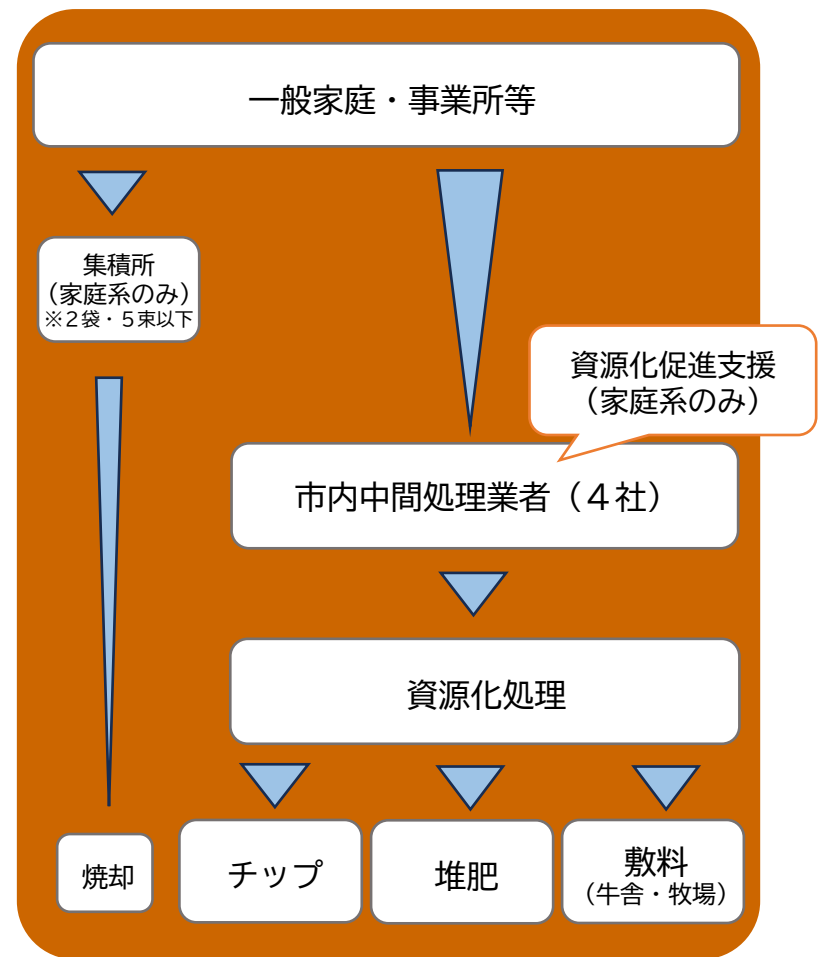 一般家庭・事業所等
集積所
（家庭系のみ）
※２袋・５束以下
資源化促進支援
（家庭系のみ）
市内中間処理業者（４社）
資源化処理
焼却
チップ
堆肥
敷料
（牛舎・牧場）